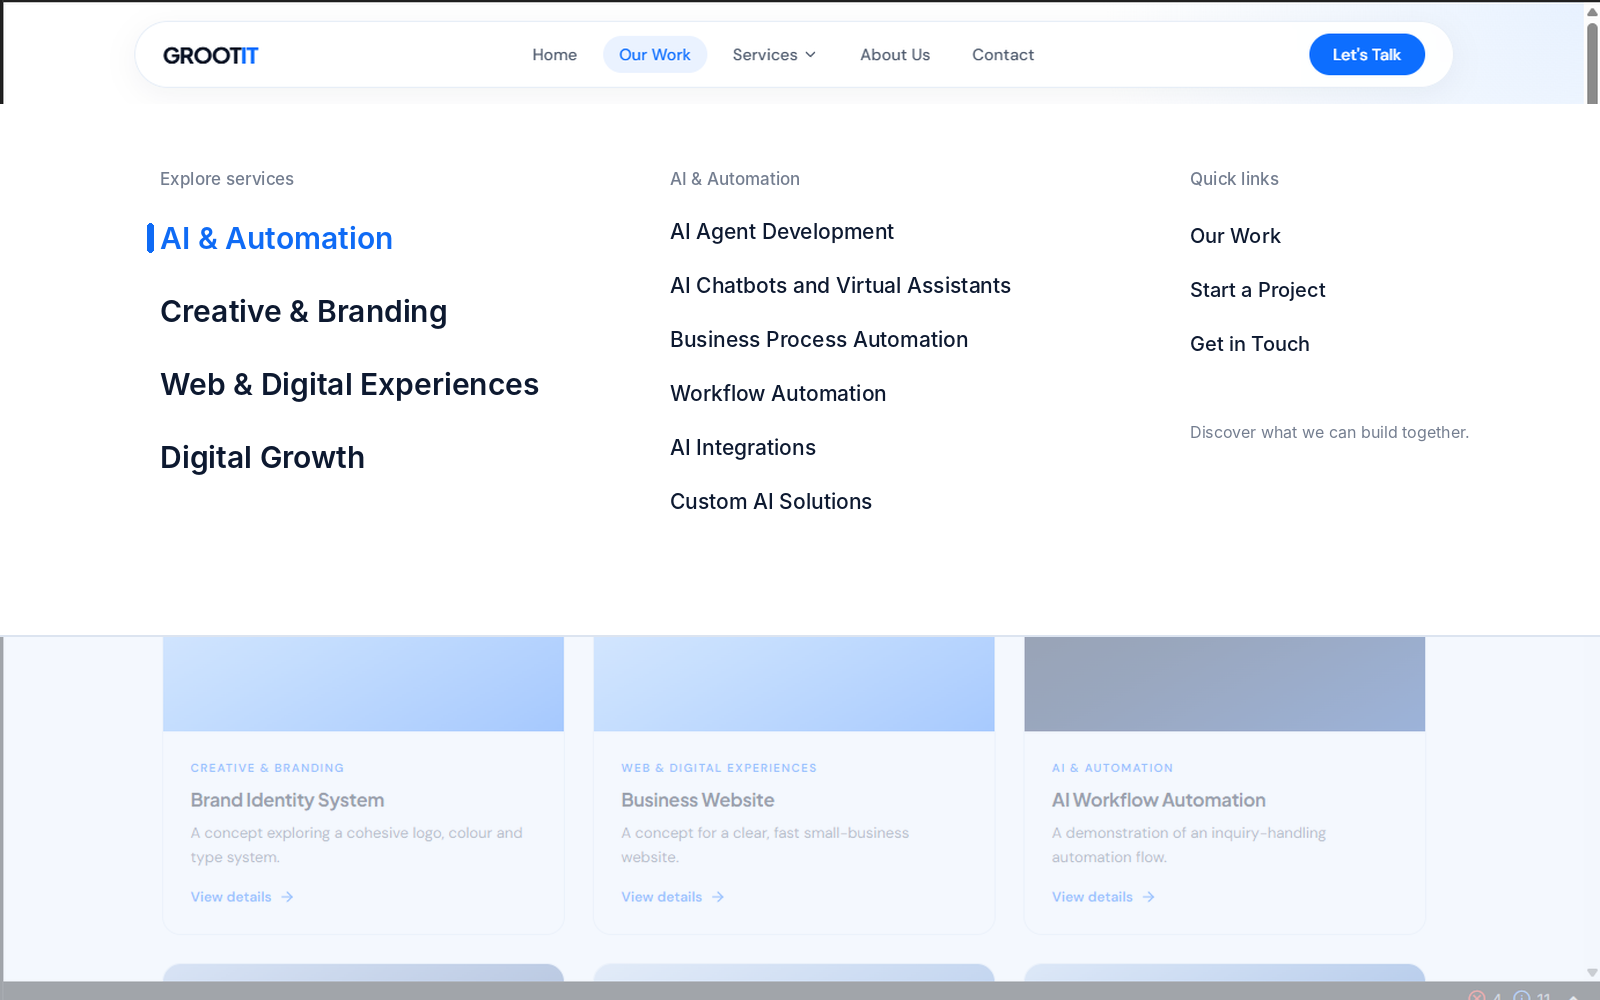 GROOTIT
Home
Our Work
Services
About Us
Contact
Let's Talk
Explore services
AI & Automation
Creative & Branding
Web & Digital Experiences
Digital Growth
AI & Automation
AI Agent Development
AI Chatbots and Virtual Assistants
Business Process Automation
Workflow Automation
AI Integrations
Custom AI Solutions
Quick links
Our Work
Start a Project
Get in Touch
Discover what we can build together.
CREATIVE & BRANDING
Brand Identity System
A concept exploring a cohesive logo, colour and
type system.
View details
WEB & DIGITAL EXPERIENCES
Business Website
A concept for a clear, fast small-business
website.
View details
AI & AUTOMATION
AI Workflow Automation
A demonstration of an inquiry-handling
automation flow.
View details